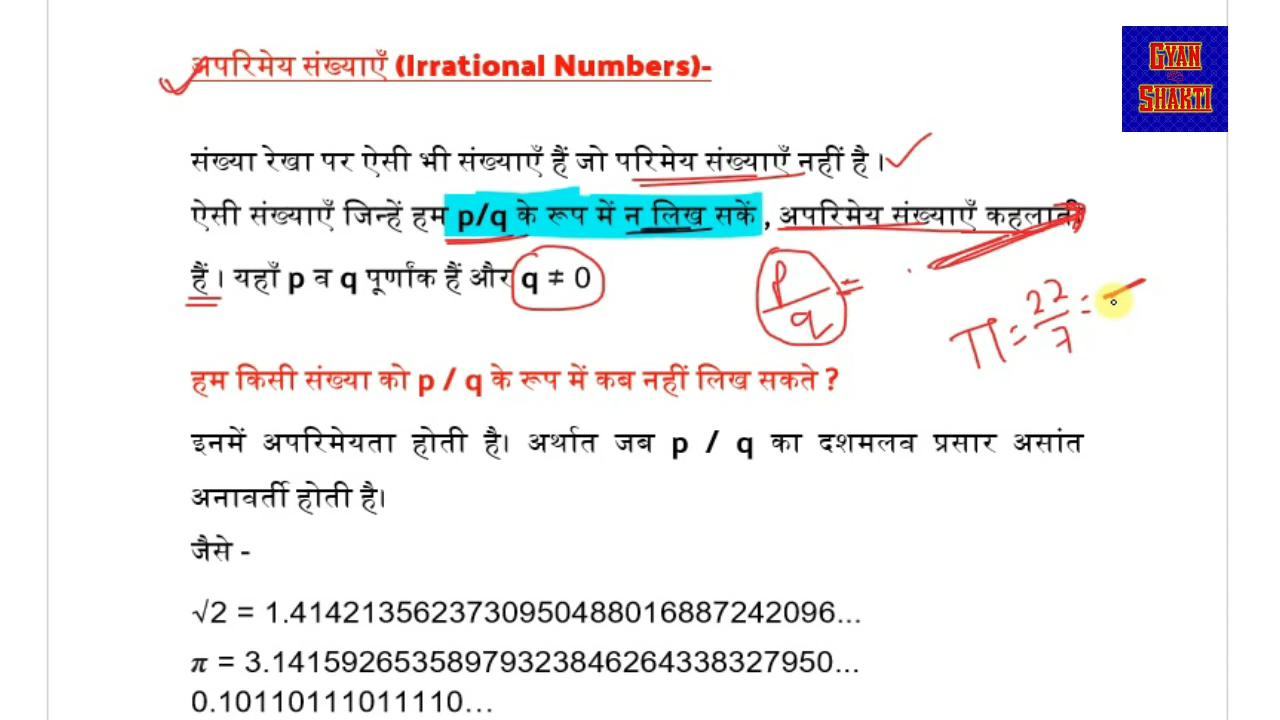 अपरिमेय संख्याएँ (Irrational Numbers)-
GYAN
SHAKTI
संख्या रेखा पर ऐसी भी संख्याएँ हैं जो परिमेय संख्याएँ नहीं है।
ऐसी संख्याएँ जिन्हें हम p/q के रूप में न लिख सकें , अपरिमेय संख्याएँ कहलाती
हैं। यहाँ p व q पूर्णांक हैं और q ≠ 0
p/q =
π = 22/7 =
हम किसी संख्या को p / q के रूप में कब नहीं लिख सकते ?
इनमें अपरिमेयता होती है। अर्थात जब p / q का दशमलव प्रसार असांत
अनावर्ती होती है।
जैसे -
√2 = 1.4142135623730950488016887242096...
π = 3.14159265358979323846264338327950...
0.10110111011110...